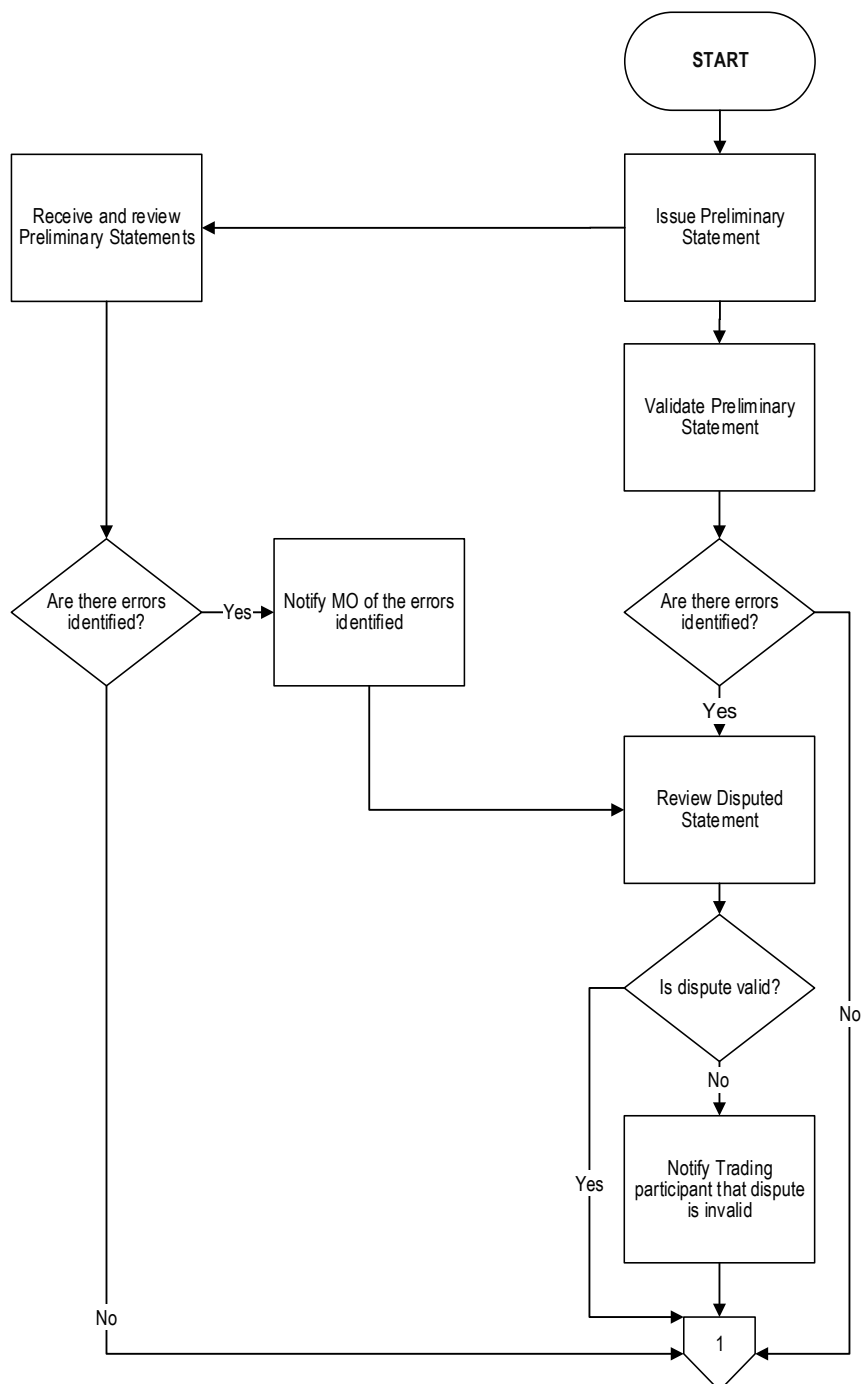 START
Receive and review
Preliminary Statements
Issue Preliminary
Statement
Validate Preliminary
Statement
Are there errors
identified?
Yes
Notify MO of the errors
identified
Are there errors
identified?
Yes
Review Disputed
Statement
Is dispute valid?
No
No
Yes
Notify Trading
participant that dispute
is invalid
No
1